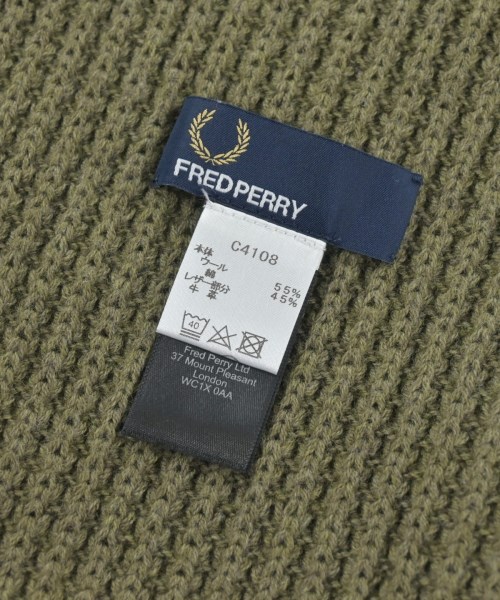 FRED PERRY
C4108
本体
ウール 55%
綿 45%
レザー部分
牛革
40
Fred Perry Ltd
37 Mount Pleasant
London
WC1X 0AA